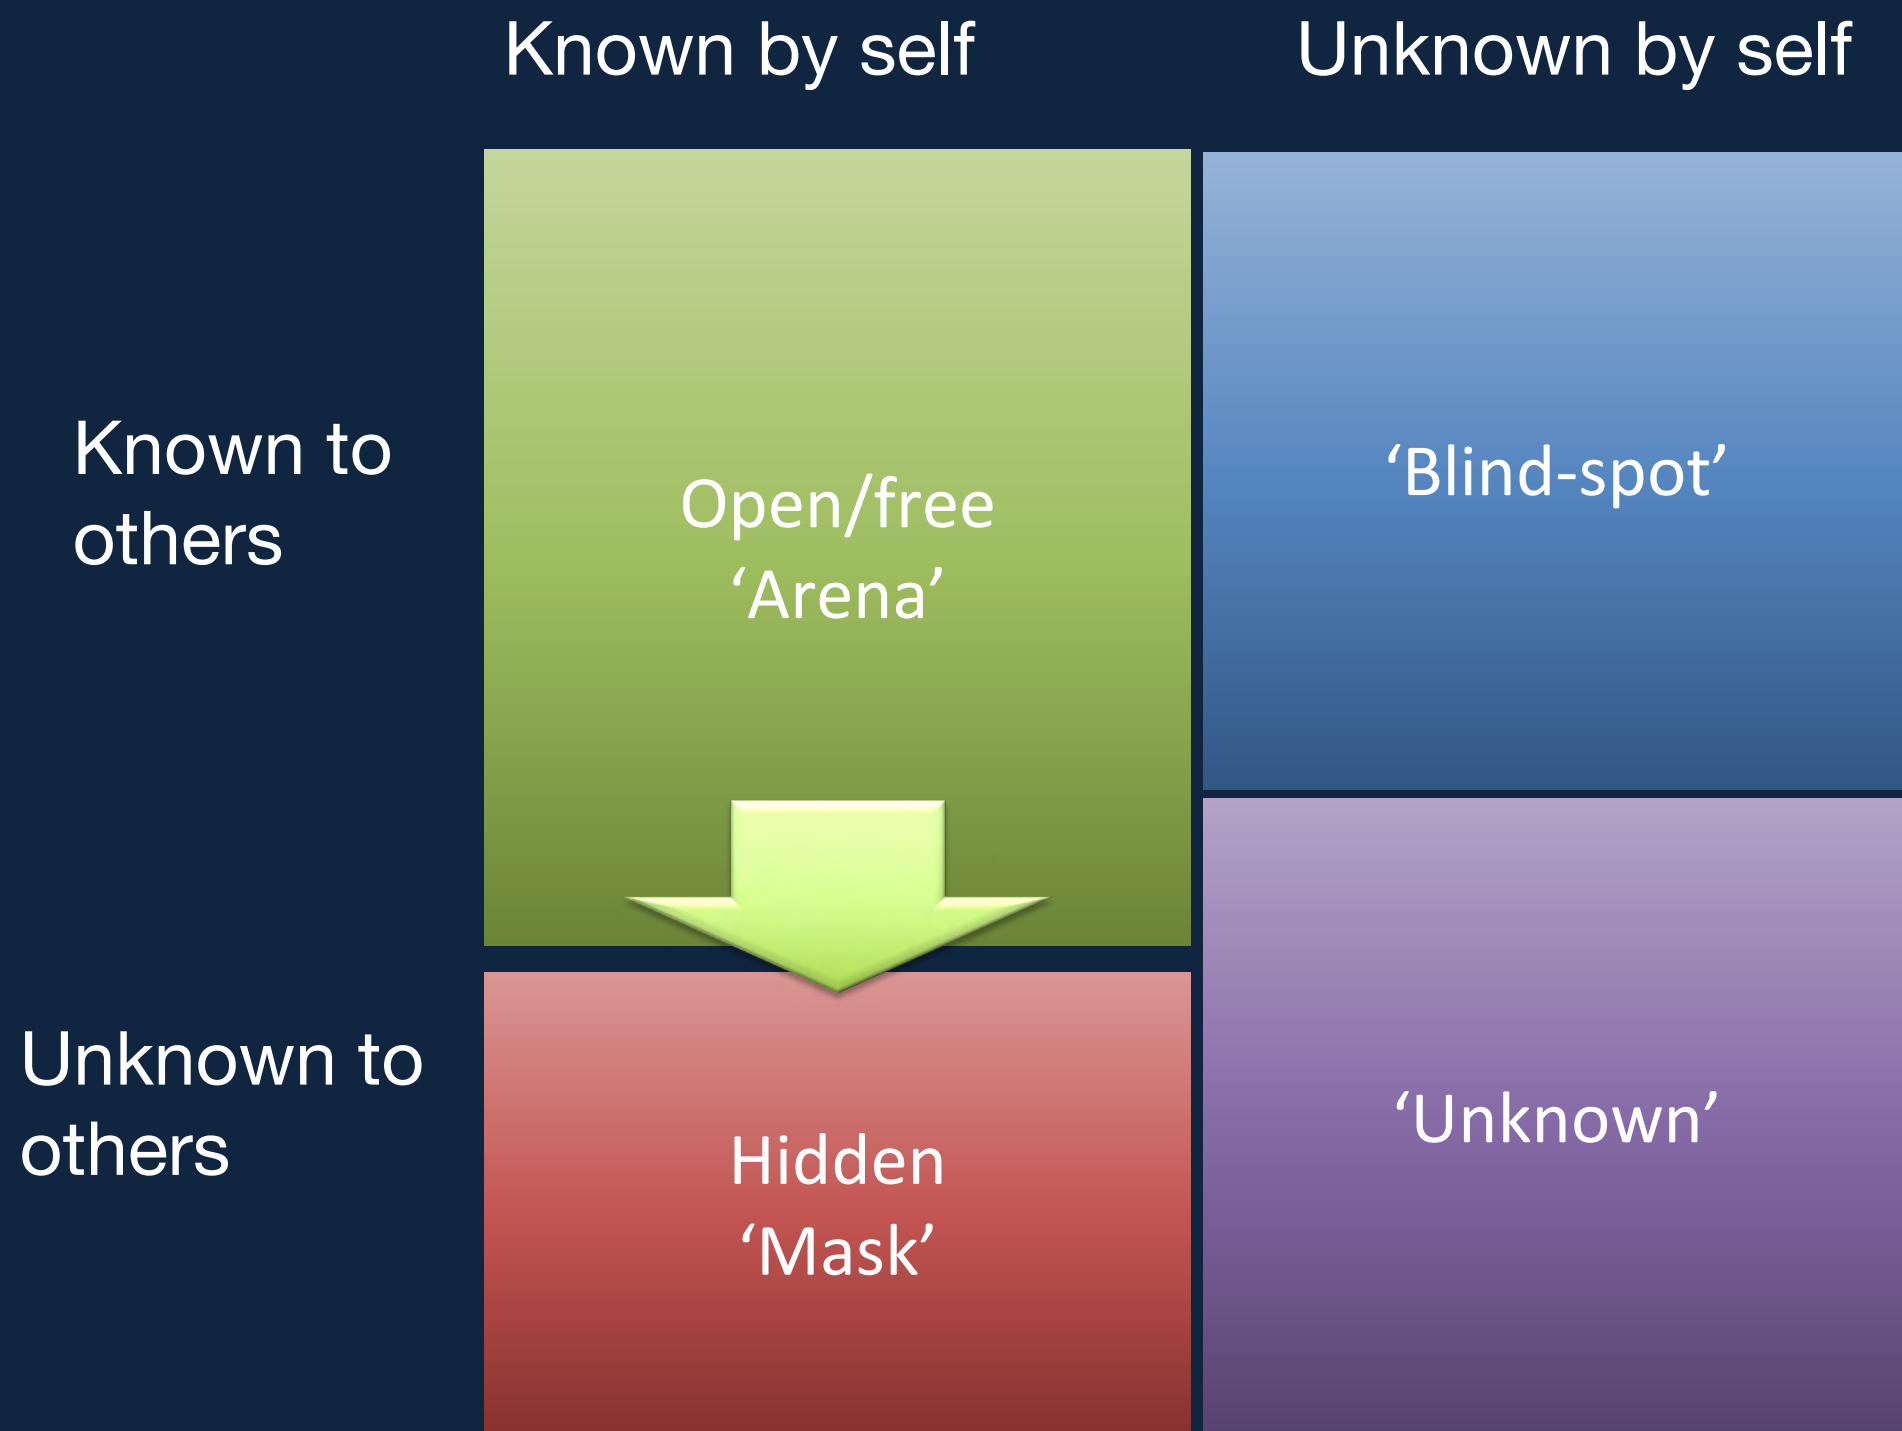 Known by self
Unknown by self
Known to
others
Open/free
‘Arena’
‘Blind-spot’
Unknown to
others
Hidden
‘Mask’
‘Unknown’